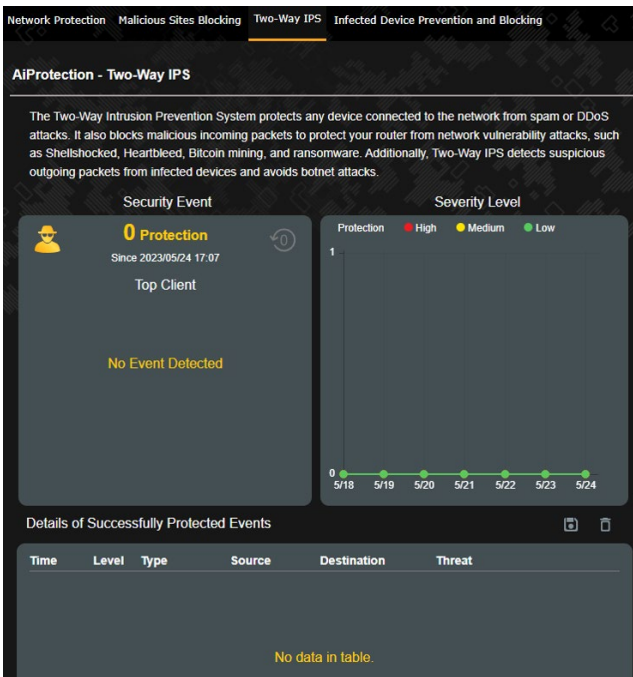 Network Protection Malicious Sites Blocking Two-Way IPS Infected Device Prevention and Blocking
AiProtection - Two-Way IPS
The Two-Way Intrusion Prevention System protects any device connected to the network from spam or DDoS
attacks. It also blocks malicious incoming packets to protect your router from network vulnerability attacks, such
as Shellshocked, Heartbleed, Bitcoin mining, and ransomware. Additionally, Two-Way IPS detects suspicious
outgoing packets from infected devices and avoids botnet attacks.
Security Event
0 Protection
0
Since 2023/05/24 17:07
Top Client
No Event Detected
Severity Level
Protection High Medium Low
1
0
5/18 5/19 5/20 5/21 5/22 5/23 5/24
Details of Successfully Protected Events
Time Level Type Source Destination Threat
No data in table.